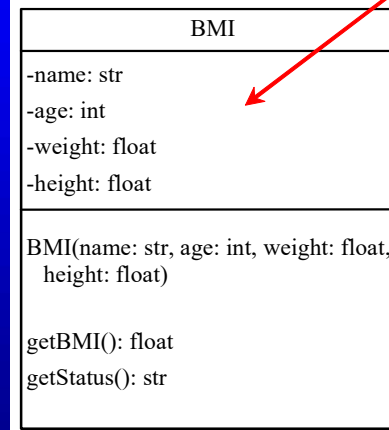 BMI
-name: str
-age: int
-weight: float
-height: float
BMI(name: str, age: int, weight: float,
height: float)
getBMI(): float
getStatus(): str